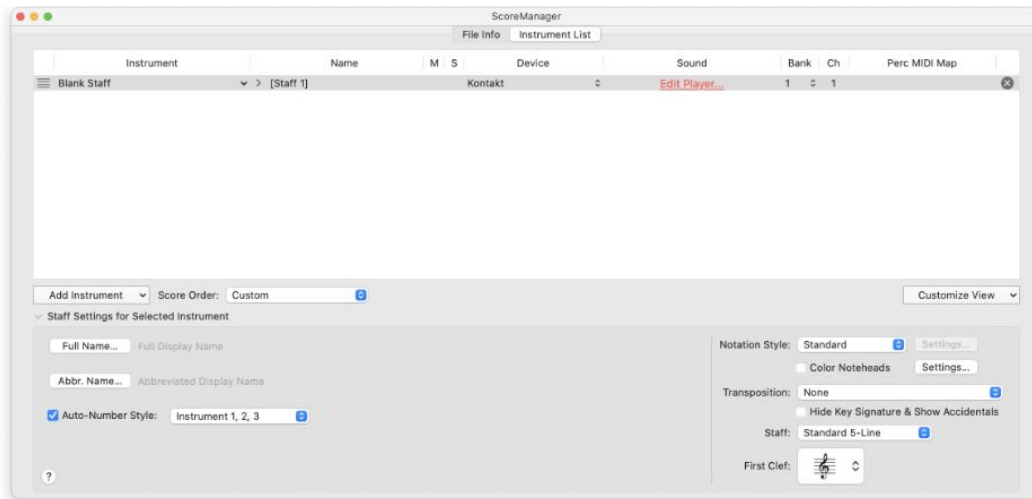 ScoreManager
File Info Instrument List
Instrument Name M S Device Sound Bank Ch Perc MIDI Map
Blank Staff [Staff 1] Kontakt Edit Player... 1 1
Add Instrument Score Order: Custom Customize View
Staff Settings for Selected Instrument
Full Name... Full Display Name Notation Style: Standard Settings...
Color Noteheads Settings...
Abbr. Name... Abbreviated Display Name
Transposition: None
Auto-Number Style: Instrument 1, 2, 3 Hide Key Signature & Show Accidentals
Staff: Standard 5-Line
First Clef:
?